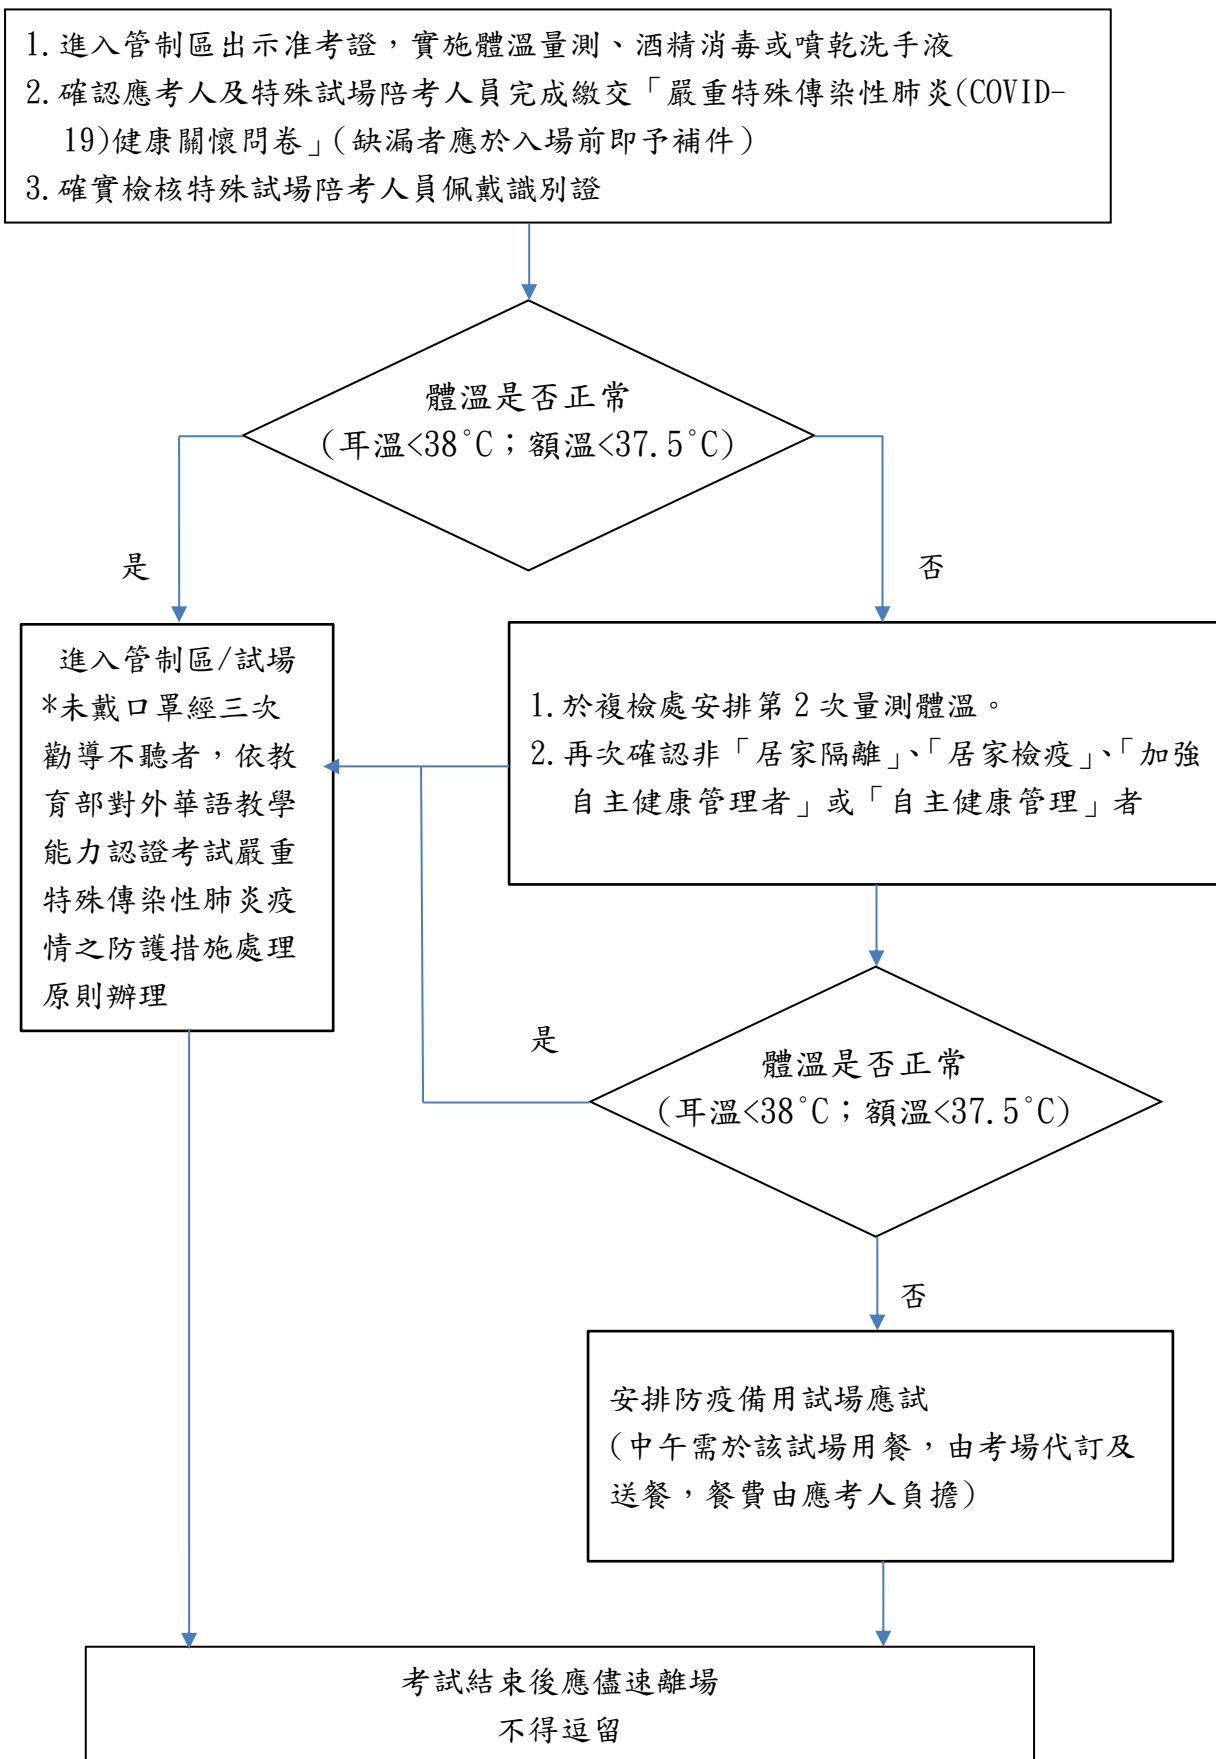 1.進入管制區出示准考證，實施體溫量測、酒精消毒或噴乾洗手液
2.確認應考人及特殊試場陪考人員完成繳交「嚴重特殊傳染性肺炎(COVID-
19)健康關懷問卷」(缺漏者應於入場前即予補件)
3.確實檢核特殊試場陪考人員佩戴識別證
體溫是否正常
(耳溫<38°C；額溫<37.5°C)
是
否
進入管制區/試場
*未戴口罩經三次
勸導不聽者，依教
育部對外華語教學
能力認證考試嚴重
特殊傳染性肺炎疫
情之防護措施處理
原則辦理
1.於複檢處安排第2次量測體溫。
2.再次確認非「居家隔離」、「居家檢疫」、「加強
自主健康管理者」或「自主健康管理」者
是
體溫是否正常
(耳溫<38°C；額溫<37.5°C)
否
安排防疫備用試場應試
(中午需於該試場用餐，由考場代訂及
送餐，餐費由應考人負擔)
考試結束後應儘速離場
不得逗留